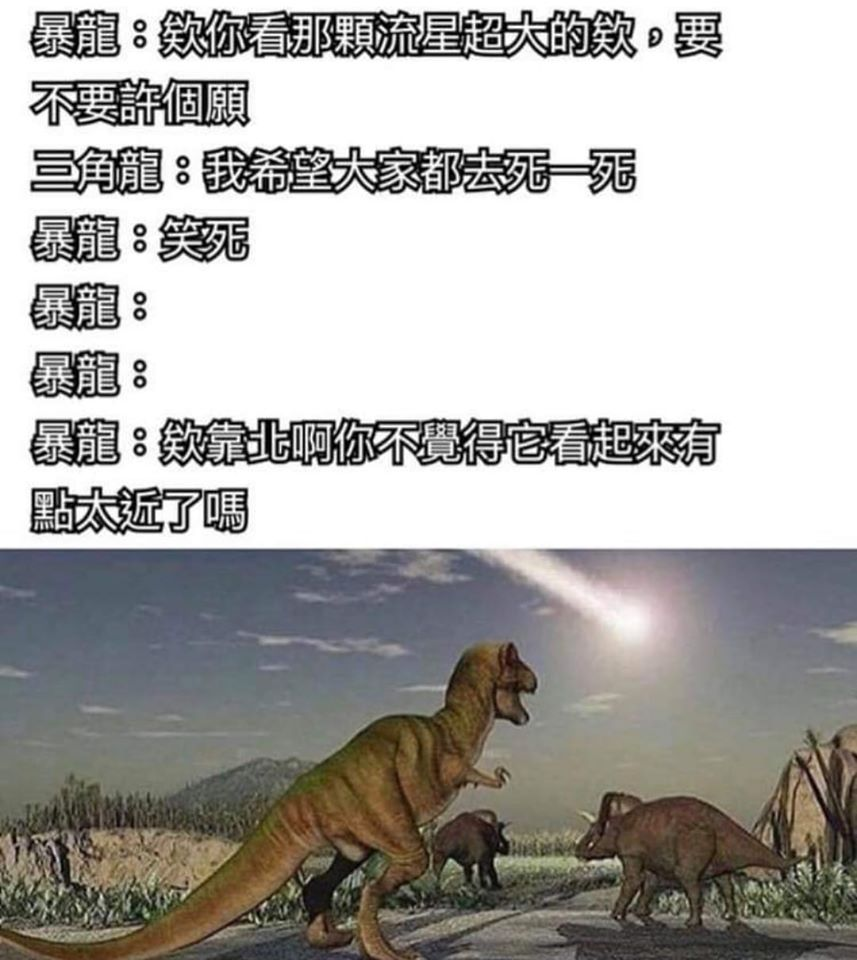 暴龍：欸你看那顆流星超大的欸，要
不要許個願
三角龍：我希望大家都去死一死
暴龍：笑死
暴龍：
暴龍：
暴龍：欸靠北啊你不覺得它看起來有
點太近了嗎